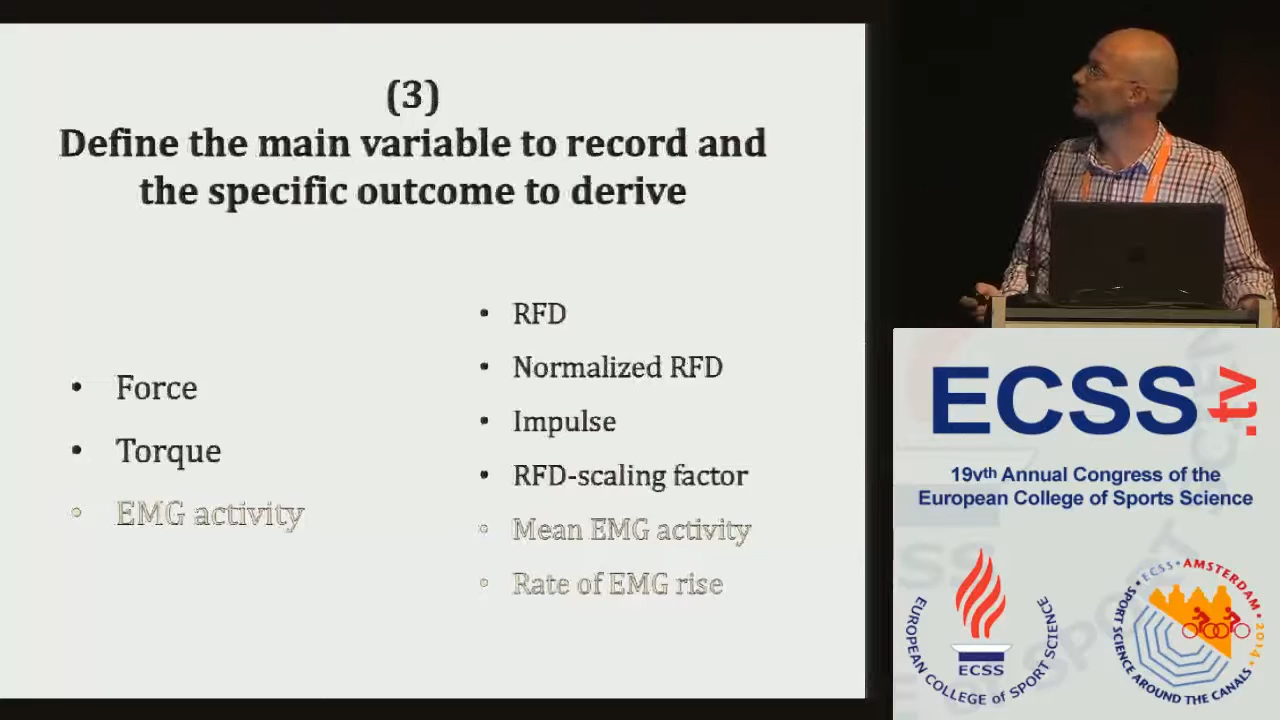 (3)
Define the main variable to record and
the specific outcome to derive
• Force
• Torque
◦ EMG activity
• RFD
• Normalized RFD
• Impulse
• RFD-scaling factor
◦ Mean EMG activity
◦ Rate of EMG rise
ECSS.tv
19vth Annual Congress of the
European College of Sports Science
EUROPEAN COLLEGE OF SPORT SCIENCE
ECSS
SPORT SCIENCE AROUND THE CANALS
• ECSS • AMSTERDAM • 2014 •